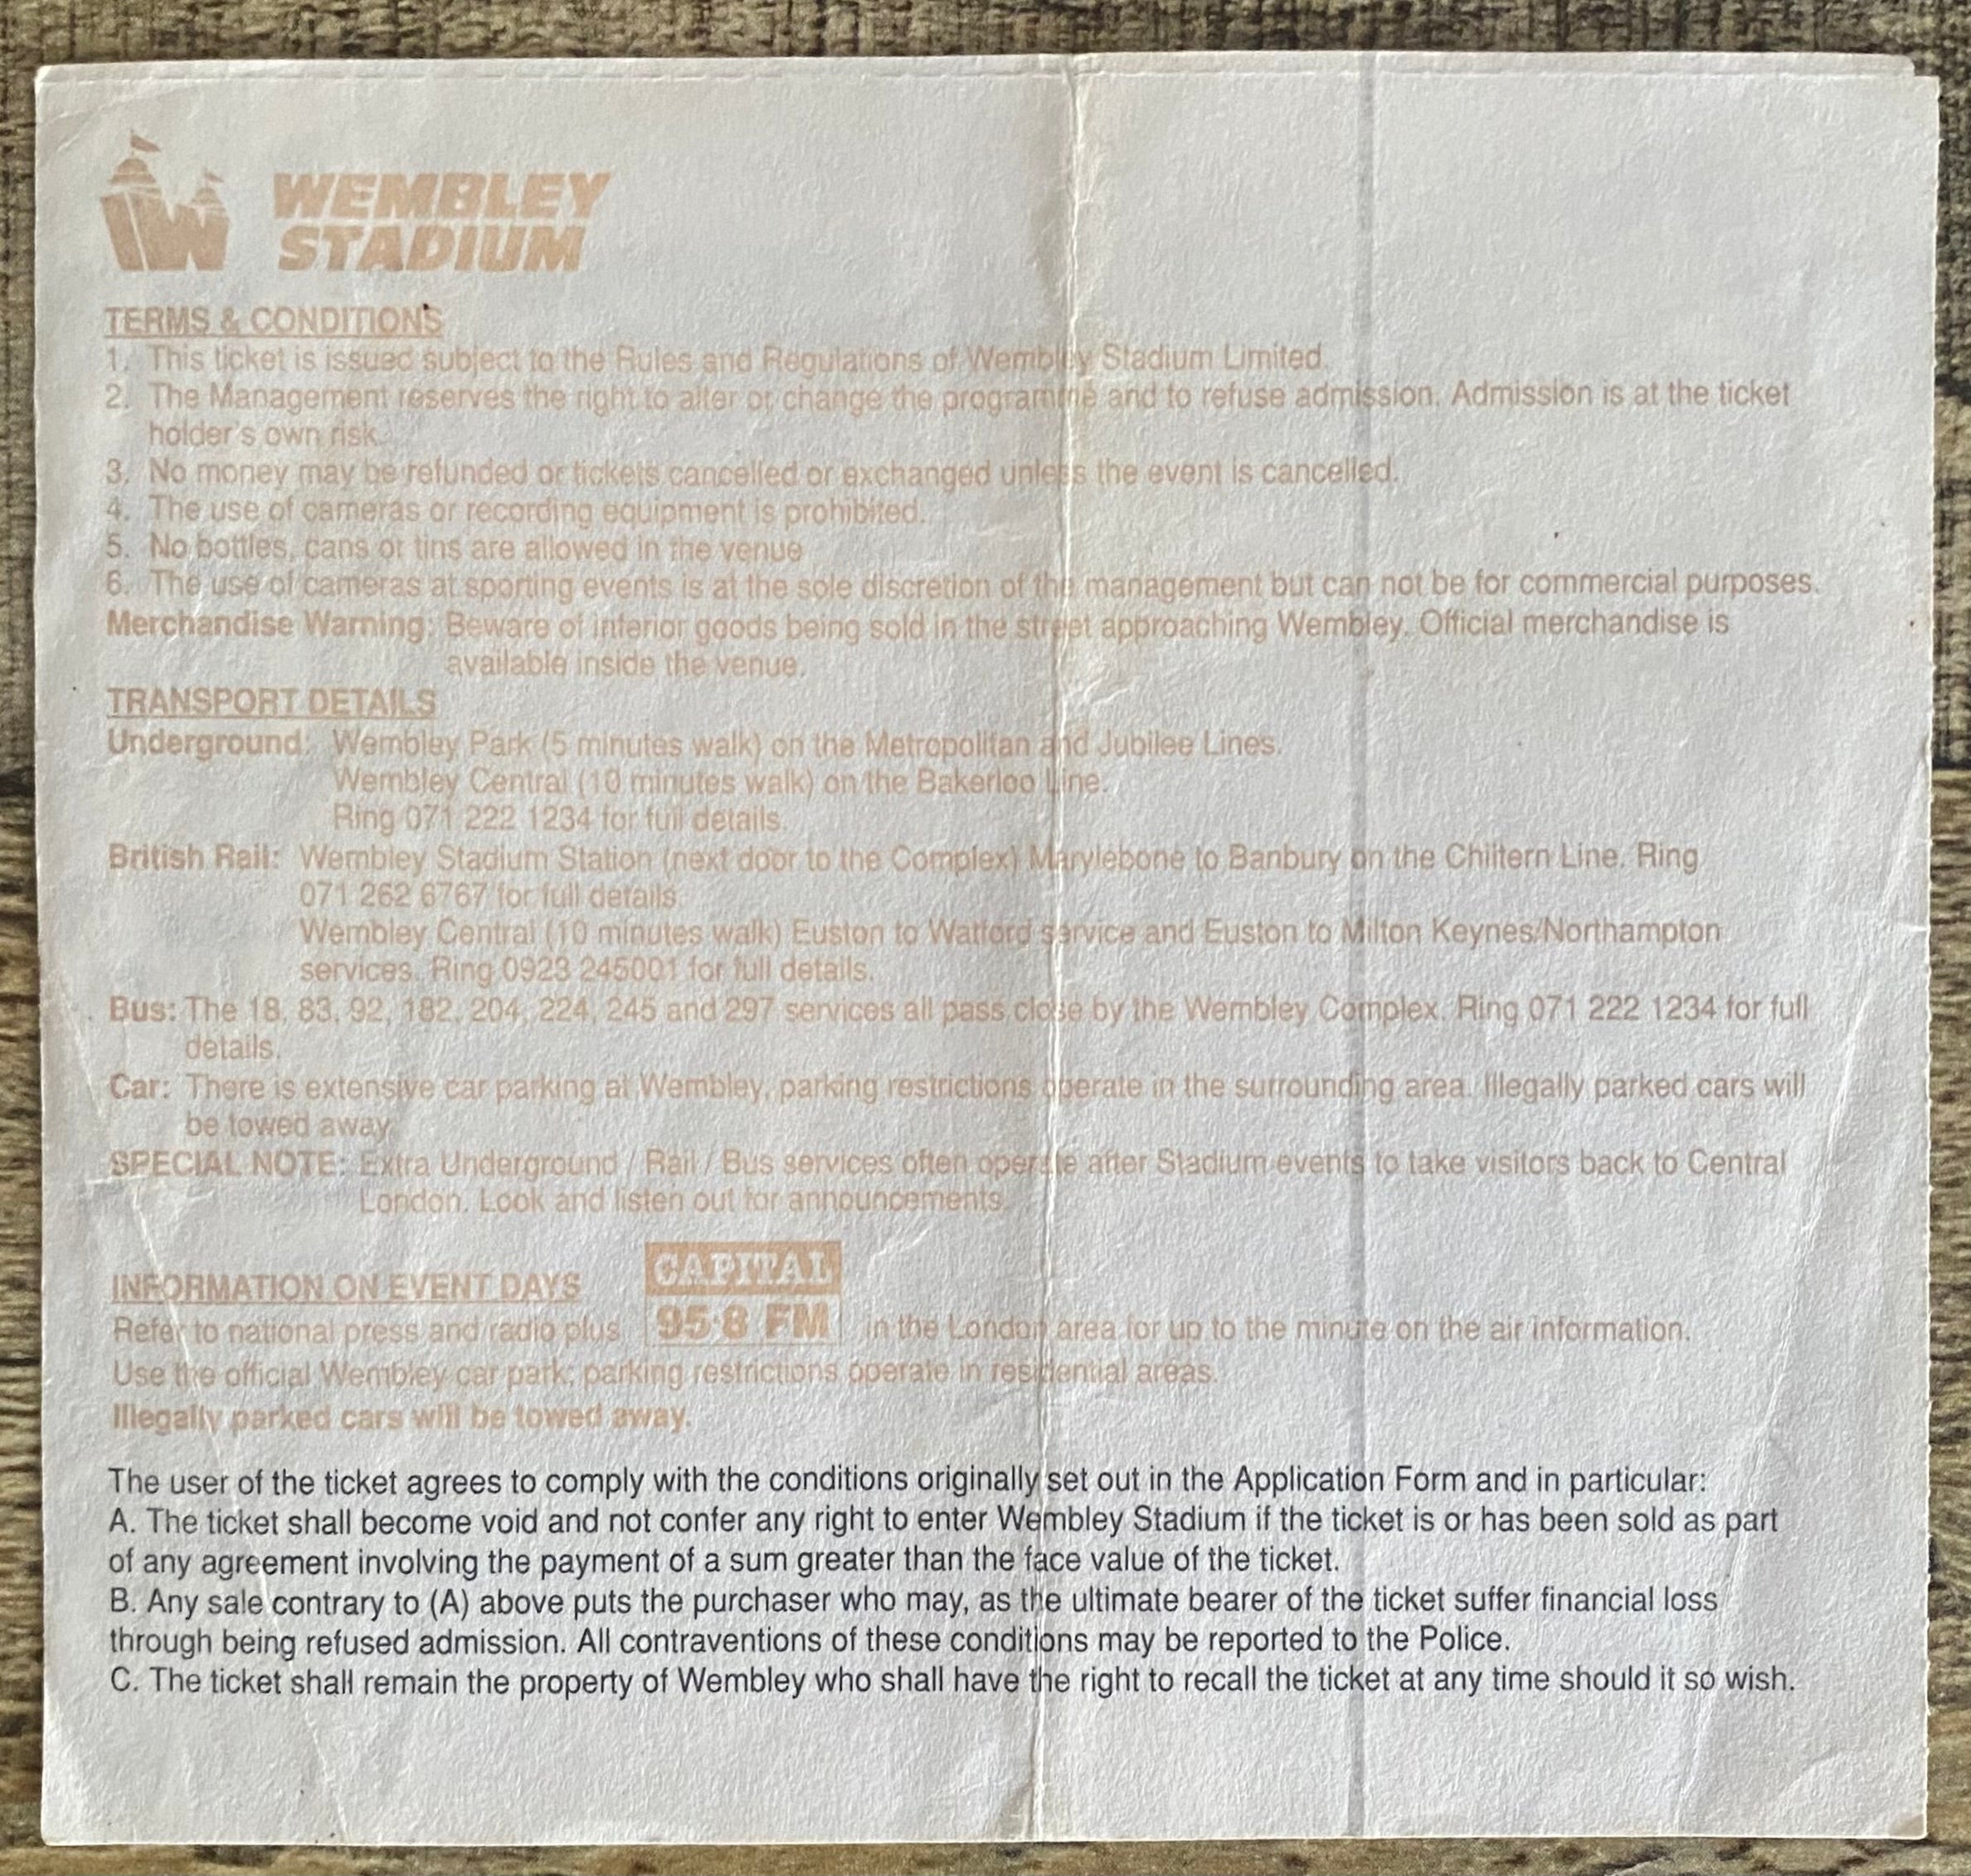 WEMBLEY
STADIUM
TERMS & CONDITIONS
1. This ticket is issued subject to the Rules and Regulations of Wembley Stadium Limited.
2. The Management reserves the right to alter or change the programme and to refuse admission. Admission is at the ticket
holder's own risk.
3. No money may be refunded or tickets cancelled or exchanged unless the event is cancelled.
4. The use of cameras or recording equipment is prohibited.
5. No bottles, cans or tins are allowed in the venue
6. The use of cameras at sporting events is at the sole discretion of the management but can not be for commercial purposes.
Merchandise Warning: Beware of inferior goods being sold in the street approaching Wembley. Official merchandise is
available inside the venue.
TRANSPORT DETAILS
Underground: Wembley Park (5 minutes walk) on the Metropolitan and Jubilee Lines.
Wembley Central (10 minutes walk) on the Bakerloo Line.
Ring 071 222 1234 for full details.
British Rail: Wembley Stadium Station (next door to the Complex) Marylebone to Banbury on the Chiltern Line. Ring
071 262 6767 for full details.
Wembley Central (10 minutes walk) Euston to Watford service and Euston to Milton Keynes/Northampton
services. Ring 0923 245001 for full details.
Bus: The 18, 83, 92, 182, 204, 224, 245 and 297 services all pass close by the Wembley Complex. Ring 071 222 1234 for full
details.
Car: There is extensive car parking at Wembley, parking restrictions operate in the surrounding area. Illegally parked cars will
be towed away.
SPECIAL NOTE: Extra Underground / Rail / Bus services often operate after Stadium events to take visitors back to Central
London. Look and listen out for announcements.
CAPITAL
INFORMATION ON EVENT DAYS
Refer to national press and radio plus 95·8 FM in the London area for up to the minute on the air information.
Use the official Wembley car park; parking restrictions operate in residential areas.
Illegally parked cars will be towed away.
The user of the ticket agrees to comply with the conditions originally set out in the Application Form and in particular:
A. The ticket shall become void and not confer any right to enter Wembley Stadium if the ticket is or has been sold as part
of any agreement involving the payment of a sum greater than the face value of the ticket.
B. Any sale contrary to (A) above puts the purchaser who may, as the ultimate bearer of the ticket suffer financial loss
through being refused admission. All contraventions of these conditions may be reported to the Police.
C. The ticket shall remain the property of Wembley who shall have the right to recall the ticket at any time should it so wish.